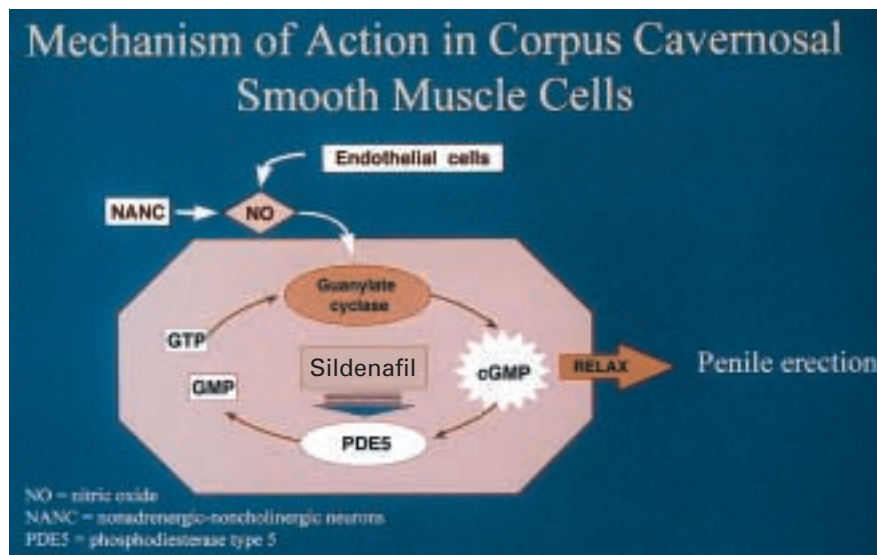 Mechanism of Action in Corpus Cavernosal
Smooth Muscle Cells
Endothelial cells
NANC
NO
Guanylate
cyclase
GTP
Sildenafil
cGMP
RELAX
Penile erection
GMP
PDE5
NO = nitric oxide
NANC = nonadrenergic-noncholinergic neurons
PDE5 = phosphodiesterase type 5